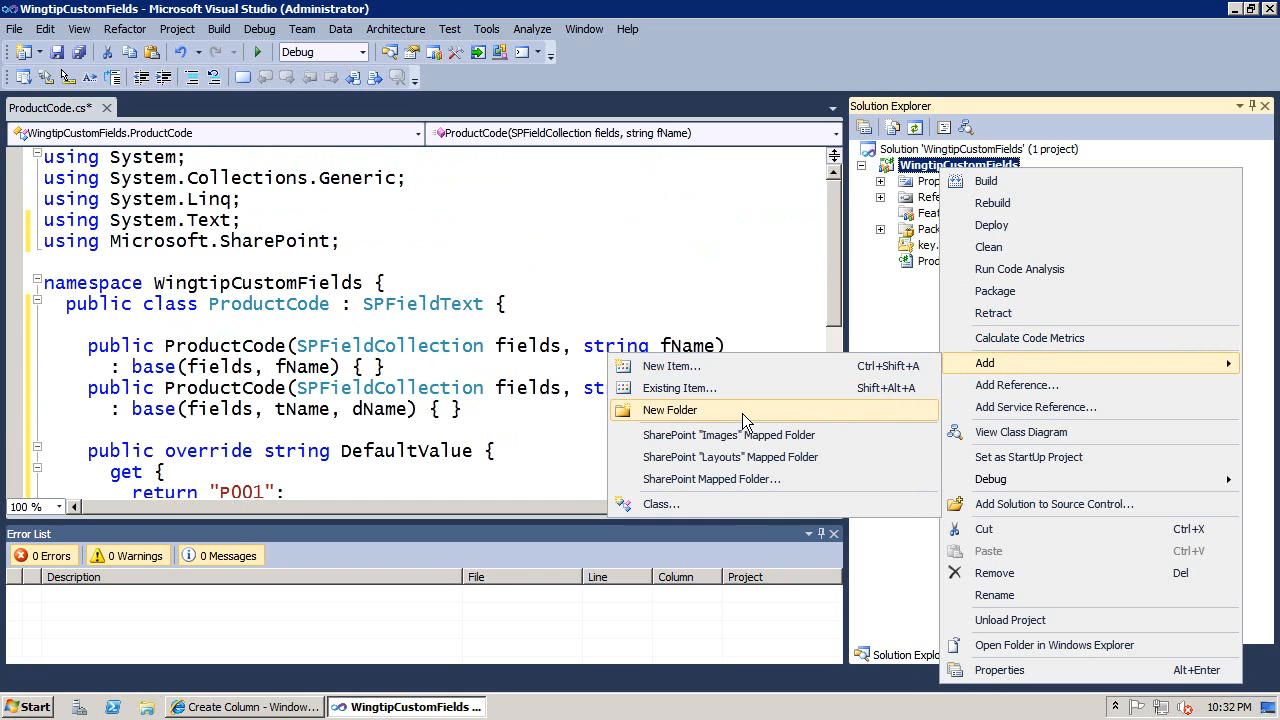 WingtipCustomFields - Microsoft Visual Studio (Administrator)
File Edit View Refactor Project Build Debug Team Data Architecture Test Tools Analyze Window Help
Debug
ProductCode.cs*
Solution Explorer
WingtipCustomFields.ProductCode
ProductCode(SPFieldCollection fields, string fName)
Solution 'WingtipCustomFields' (1 project)
WingtipCustomFields
Prop
Refe
Feat
Pack
key.
Prod
using System;
using System.Collections.Generic;
using System.Linq;
using System.Text;
using Microsoft.SharePoint;
namespace WingtipCustomFields {
public class ProductCode : SPFieldText {
public ProductCode(SPFieldCollection fields, string fName)
: base(fields, fName) { }
public ProductCode(SPFieldCollection fields, st
: base(fields, tName, dName) { }
public override string DefaultValue {
get {
return "P001";
100 %
New Item... Ctrl+Shift+A
Existing Item... Shift+Alt+A
New Folder
SharePoint "Images" Mapped Folder
SharePoint "Layouts" Mapped Folder
SharePoint Mapped Folder...
Class...
Build
Rebuild
Deploy
Clean
Run Code Analysis
Package
Retract
Calculate Code Metrics
Add
Add Reference...
Add Service Reference...
View Class Diagram
Set as StartUp Project
Debug
Add Solution to Source Control...
Cut Ctrl+X
Paste Ctrl+V
Remove Del
Rename
Unload Project
Open Folder in Windows Explorer
Properties Alt+Enter
Error List
0 Errors 0 Warnings 0 Messages
Description File Line Column Project
Solution Explo
Start
Create Column - Window...
WingtipCustomFields ...
10:32 PM